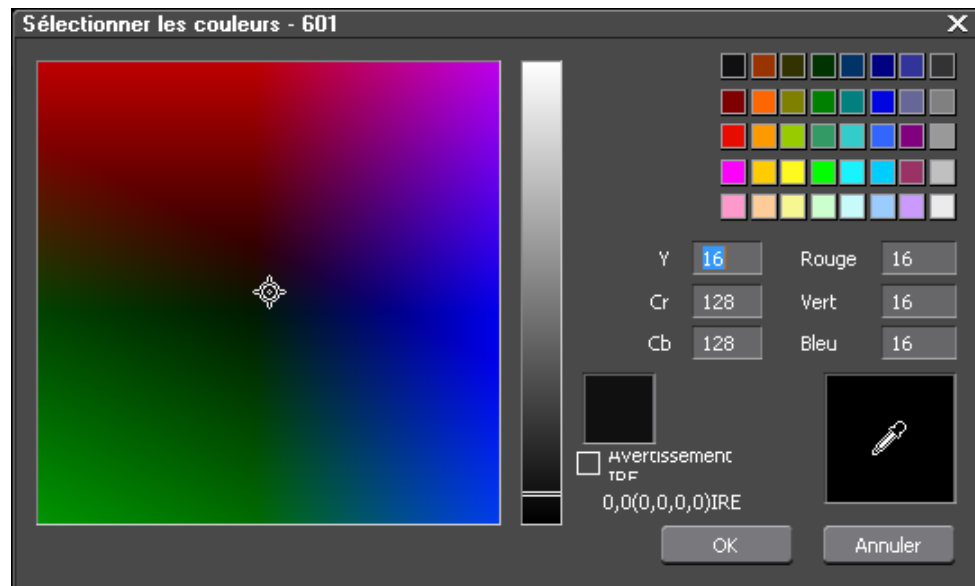 Sélectionner les couleurs - 601
Y 16 Rouge 16
Cr 128 Vert 16
Cb 128 Bleu 16
Avertissement
IRE
0,0(0,0,0,0)IRE
OK Annuler